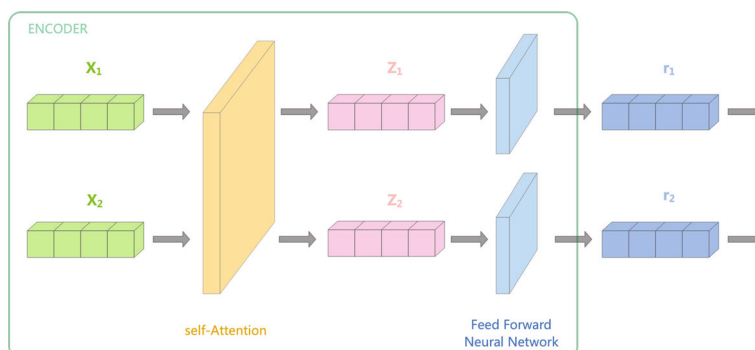 ENCODER
X₁
Z₁
r₁
X₂
Z₂
r₂
self-Attention
Feed Forward
Neural Network